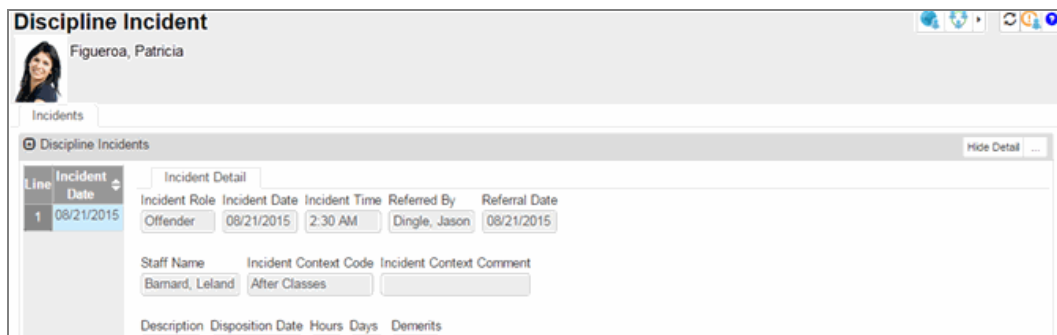 Discipline Incident
Figueroa, Patricia
Incidents
Discipline Incidents
Hide Detail ...
Line Incident Date
Incident Detail
Incident Role Incident Date Incident Time Referred By Referral Date
1 08/21/2015
Offender 08/21/2015 2:30 AM Dingle, Jason 08/21/2015
Staff Name Incident Context Code Incident Context Comment
Barnard, Leland After Classes
Description Disposition Date Hours Days Demerits